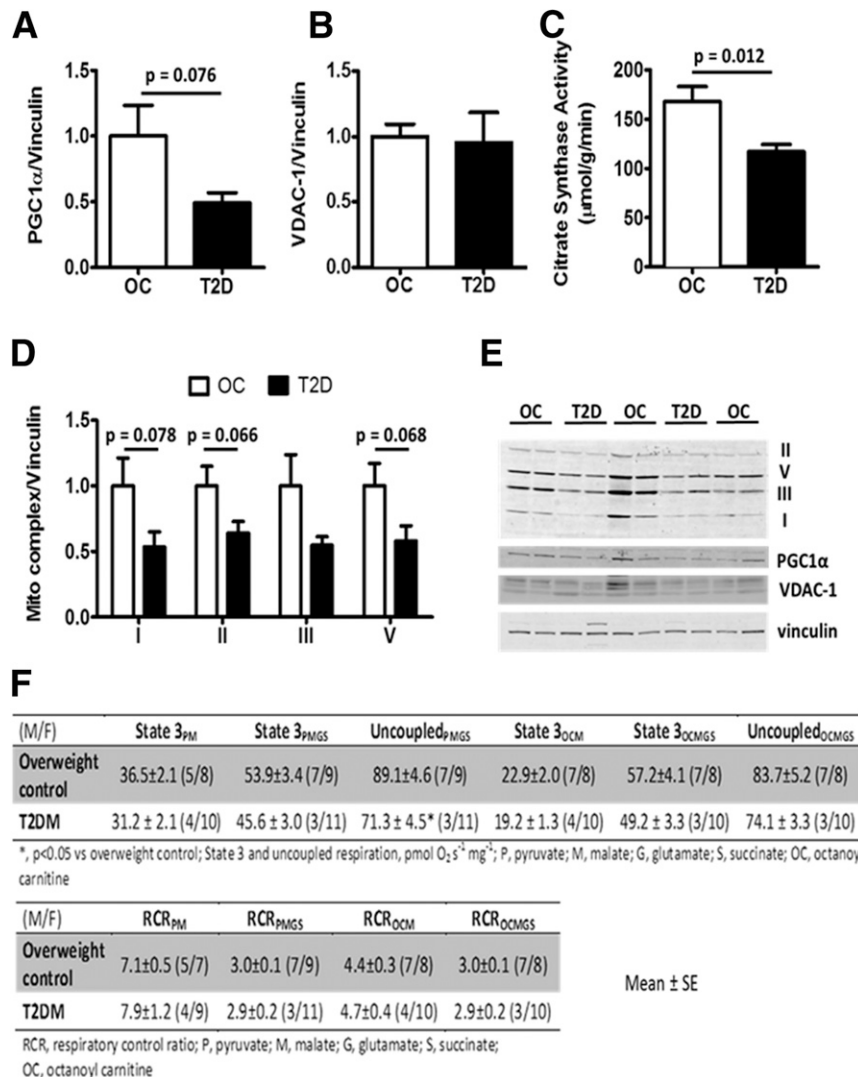 A
B
C
p = 0.076
p = 0.012
PGC1α/Vinculin
1.5
1.0
0.5
0.0
OC T2D
VDAC-1/Vinculin
1.5
1.0
0.5
0.0
OC T2D
Citrate Synthase Activity
(μmol/g/min)
200
150
100
50
0
OC T2D
D
OC T2D
Mito complex/Vinculin
1.5
1.0
0.5
0.0
p = 0.078 p = 0.066 p = 0.068
I II III V
E
OC T2D OC T2D OC
II
V
III
I
PGC1α
VDAC-1
vinculin
F
(M/F) State 3PM State 3PMGS UncoupledPMGS State 3OCM State 3OCMGS UncoupledOCMGS
Overweight
control 36.5±2.1 (5/8) 53.9±3.4 (7/9) 89.1±4.6 (7/9) 22.9±2.0 (7/8) 57.2±4.1 (7/8) 83.7±5.2 (7/8)
T2DM 31.2 ± 2.1 (4/10) 45.6 ± 3.0 (3/11) 71.3 ± 4.5* (3/11) 19.2 ± 1.3 (4/10) 49.2 ± 3.3 (3/10) 74.1 ± 3.3 (3/10)
*, p<0.05 vs overweight control; State 3 and uncoupled respiration, pmol O2 s-1 mg-1; P, pyruvate; M, malate; G, glutamate; S, succinate; OC, octanoy
carnitine
(M/F) RCRPM RCRPMGS RCROCM RCROCMGS
Overweight
control 7.1±0.5 (5/7) 3.0±0.1 (7/9) 4.4±0.3 (7/8) 3.0±0.1 (7/8)
T2DM 7.9±1.2 (4/9) 2.9±0.2 (3/11) 4.7±0.4 (4/10) 2.9±0.2 (3/10)
Mean ± SE
RCR, respiratory control ratio; P, pyruvate; M, malate; G, glutamate; S, succinate;
OC, octanoyl carnitine